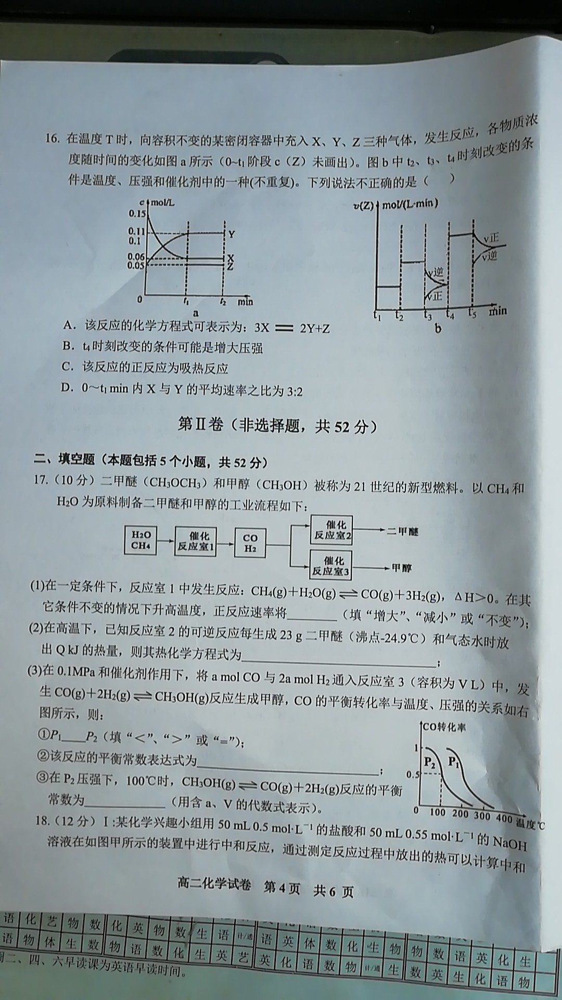 16. 在温度 T 时，向容积不变的某密闭容器中充入 X、Y、Z 三种气体，发生反应，各物质浓
度随时间的变化如图 a 所示（0~t₁ 阶段 c（Z）未画出）。图 b 中 t₂、t₃、t₄ 时刻改变的条
件是温度、压强和催化剂中的一种(不重复)。下列说法不正确的是（ ）
c mol/L
0.15
0.11
0.1
0.06
0.05
0
Y
X
Z
t₁ t₂ min
a
v(Z) mol/(L·min)
v正
v逆
v逆
v正
t₁ t₂ t₃ t₄ t₅ min
b
A．该反应的化学方程式可表示为：3X ══ 2Y+Z
B．t₄ 时刻改变的条件可能是增大压强
C．该反应的正反应为吸热反应
D．0～t₁ min 内 X 与 Y 的平均速率之比为 3:2
第Ⅱ卷（非选择题，共 52 分）
二、填空题（本题包括 5 个小题，共 52 分）
17.（10 分）二甲醚（CH₃OCH₃）和甲醇（CH₃OH）被称为 21 世纪的新型燃料。以 CH₄ 和
H₂O 为原料制备二甲醚和甲醇的工业流程如下：
H₂O
CH₄
催化
反应室1
CO
H₂
催化
反应室2
二甲醚
催化
反应室3
甲醇
(1)在一定条件下，反应室 1 中发生反应：CH₄(g)＋H₂O(g)⇌CO(g)＋3H₂(g)，ΔH＞0。在其
它条件不变的情况下升高温度，正反应速率将________（填“增大”、“减小”或“不变”）；
(2)在高温下，已知反应室 2 的可逆反应每生成 23 g 二甲醚（沸点-24.9℃）和气态水时放
出 Q kJ 的热量，则其热化学方程式为________________________________；
(3)在 0.1MPa 和催化剂作用下，将 a mol CO 与 2a mol H₂ 通入反应室 3（容积为 V L）中，发
生 CO(g)＋2H₂(g)⇌CH₃OH(g)反应生成甲醇，CO 的平衡转化率与温度、压强的关系如右
图所示，则：
①P₁____P₂（填“＜”、“＞”或“=”）；
②该反应的平衡常数表达式为______________________________；
③在 P₂ 压强下，100℃时，CH₃OH(g)⇌CO(g)＋2H₂(g)反应的平衡
常数为_____________（用含 a、V 的代数式表示）。
CO转化率
1
0.5
P₂ P₁
0 100 200 300 400 温度℃
18.（12 分）Ⅰ:某化学兴趣小组用 50 mL 0.5 mol·L⁻¹ 的盐酸和 50 mL 0.55 mol·L⁻¹ 的 NaOH
溶液在如图甲所示的装置中进行中和反应，通过测定反应过程中放出的热可以计算中和
高二化学试卷 第 4 页 共 6 页
语 化 艺 物 数 化 英 物 数 生 语 计/通
语 物 体 生 数 物 语 数 化 生 英 艺 语 英 体 数 化 生 物 物 数 语 英 化 生
英 化 语 数 物 计/通 生 数 英 生 化 语 物
二、四、六早读课为英语早读时间。